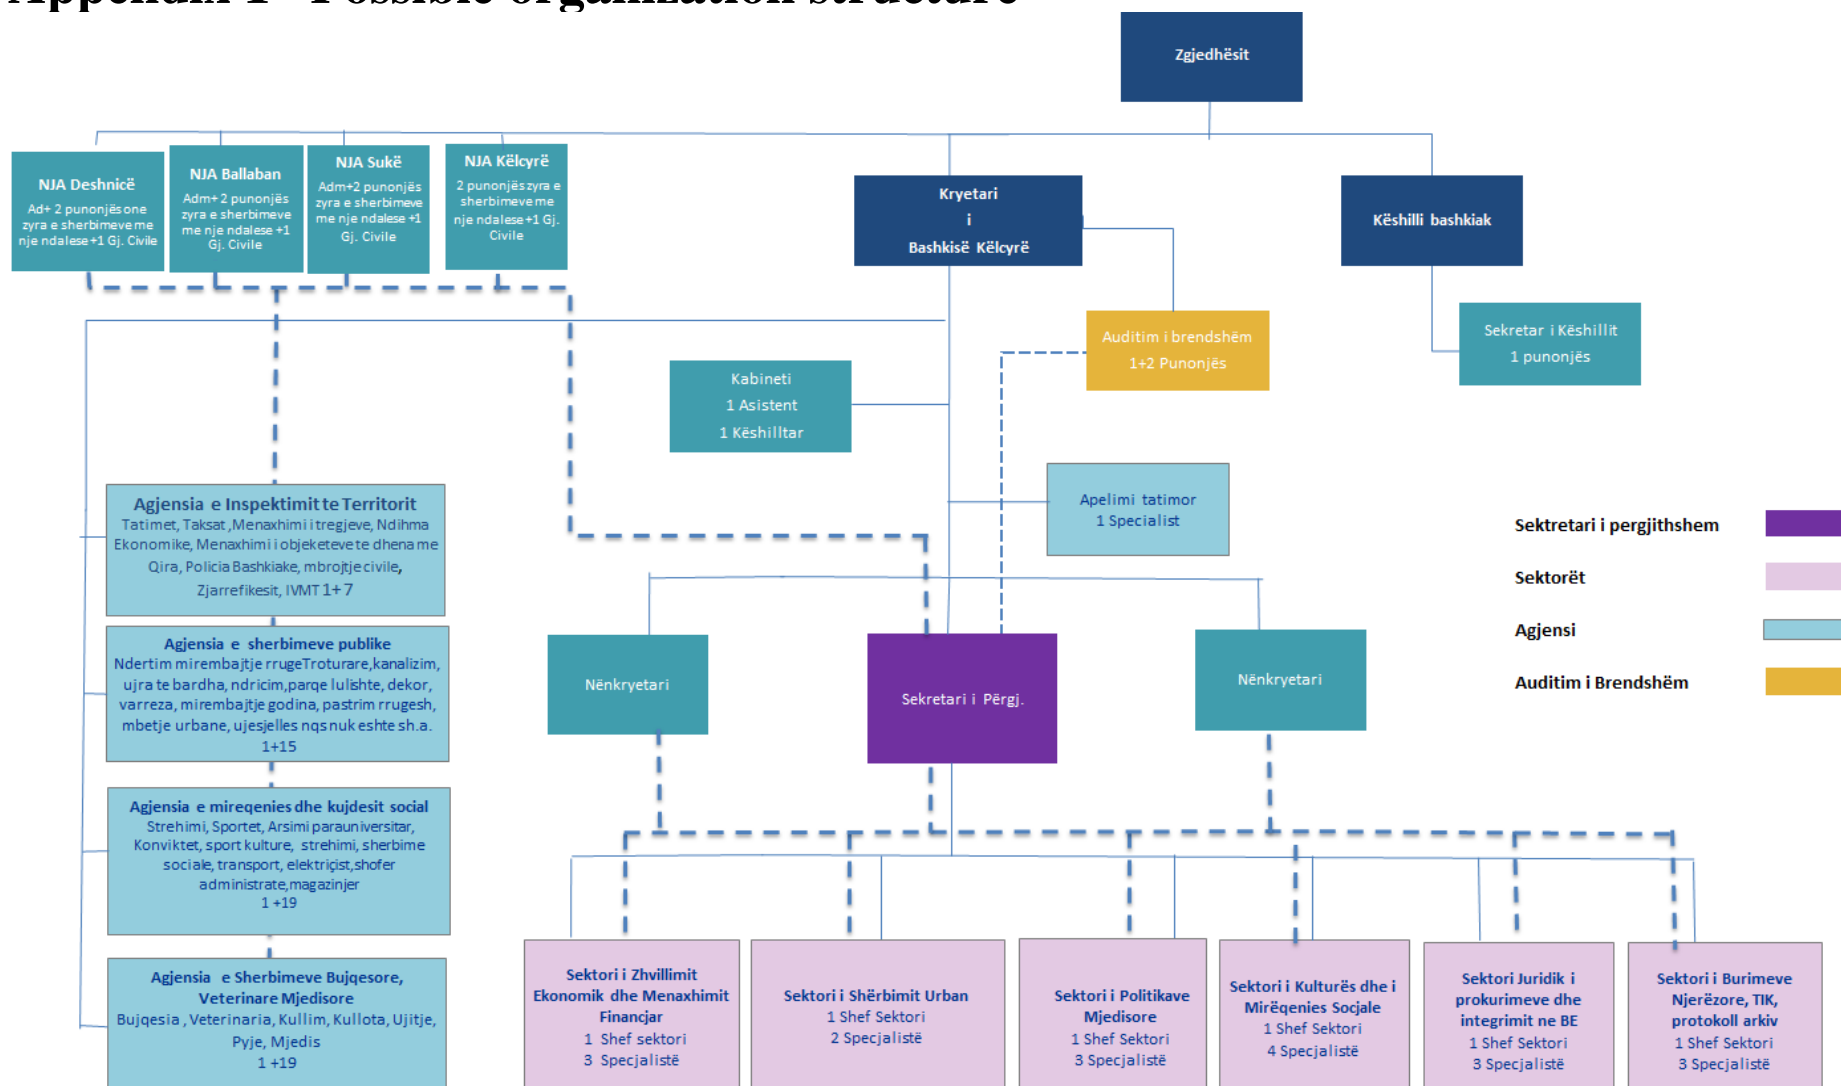 Appendix 1 - Possible organization structure
Zgjedhësit
NJA Deshnicë
Ad+ 2 punonjës one
zyra e sherbimeve me
nje ndalese +1 Gj. Civile
NJA Ballaban
Adm+ 2 punonjës
zyra e sherbimeve
me nje ndalese +1
Gj. Civile
NJA Sukë
Adm+2 punonjës
zyra e sherbimeve
me nje ndalese +1
Gj. Civile
NJA Këlcyrë
2 punonjës zyra e
sherbimeve me
nje ndalese +1 Gj.
Civile
Kryetari
i
Bashkisë Këlcyrë
Këshilli bashkiak
Auditim i brendshëm
1+2 Punonjës
Sekretar i Këshillit
1 punonjës
Kabineti
1 Asistent
1 Këshilltar
Apelimi tatimor
1 Specialist
Agjensia e Inspektimit te Territorit
Tatimet, Taksat ,Menaxhimi i tregjeve, Ndihma
Ekonomike, Menaxhimi i objeketeve te dhena me
Qira, Policia Bashkiake, mbrojtje civile,
Zjarrefikesit, IVMT 1+ 7
Agjensia e sherbimeve publike
Ndertim mirembajtje rrugeTroturare,kanalizim,
ujra te bardha, ndricim,parqe lulishte, dekor,
varreza, mirembajtje godina, pastrim rrugesh,
mbetje urbane, ujesjelles nqs nuk eshte sh.a.
1+15
Agjensia e mireqenies dhe kujdesit social
Strehimi, Sportet, Arsimi parauniversitar,
Konviktet, sport kulture, strehimi, sherbime
sociale, transport, elektriçist,shofer
administrate,magazinjer
1 +19
Agjensia e Sherbimeve Bujqesore,
Veterinare Mjedisore
Bujqesia , Veterinaria, Kullim, Kullota, Ujitje,
Pyje, Mjedis
1 +19
Nënkryetari
Sekretari i Përgj.
Nënkryetari
Sektretari i pergjithshem
Sektorët
Agjensi
Auditim i Brendshëm
Sektori i Zhvillimit
Ekonomik dhe Menaxhimit
Financjar
1 Shef sektori
3 Specjalistë
Sektori i Shërbimit Urban
1 Shef Sektori
2 Specjalistë
Sektori i Politikave
Mjedisore
1 Shef Sektori
3 Specjalistë
Sektori i Kulturës dhe i
Mirëqenies Socjale
1 Shef Sektori
4 Specjalistë
Sektori Juridik i
prokurimeve dhe
integrimit ne BE
1 Shef Sektori
3 Specjalistë
Sektori i Burimeve
Njerëzore, TIK,
protokoll arkiv
1 Shef Sektori
3 Specjalistë